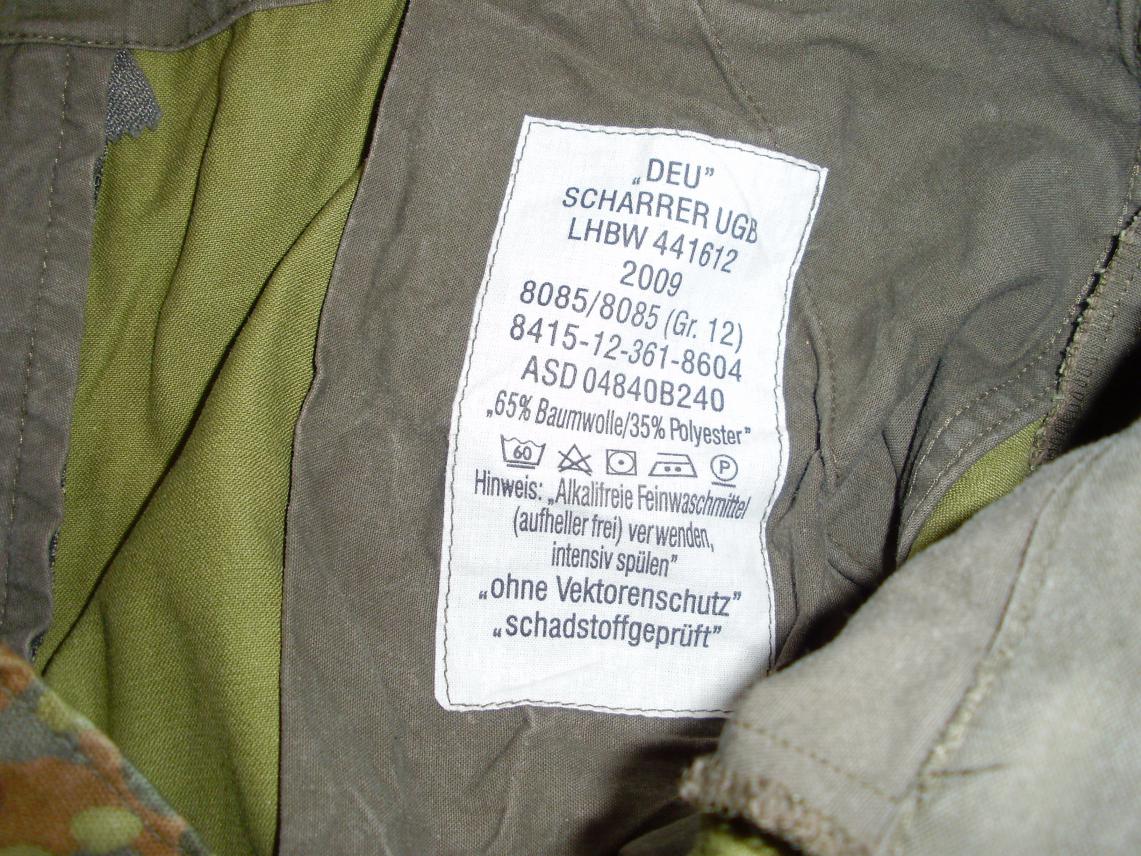 „DEU”
SCHARRER UGB
LHBW 441612
2009
8085/8085 (Gr. 12)
8415-12-361-8604
ASD 04840B240
„65% Baumwolle/35% Polyester”
60 P
Hinweis: „Alkalifreie Feinwaschmittel
(aufheller frei) verwenden,
intensiv spülen”
„ohne Vektorenschutz”
„schadstoffgeprüft”